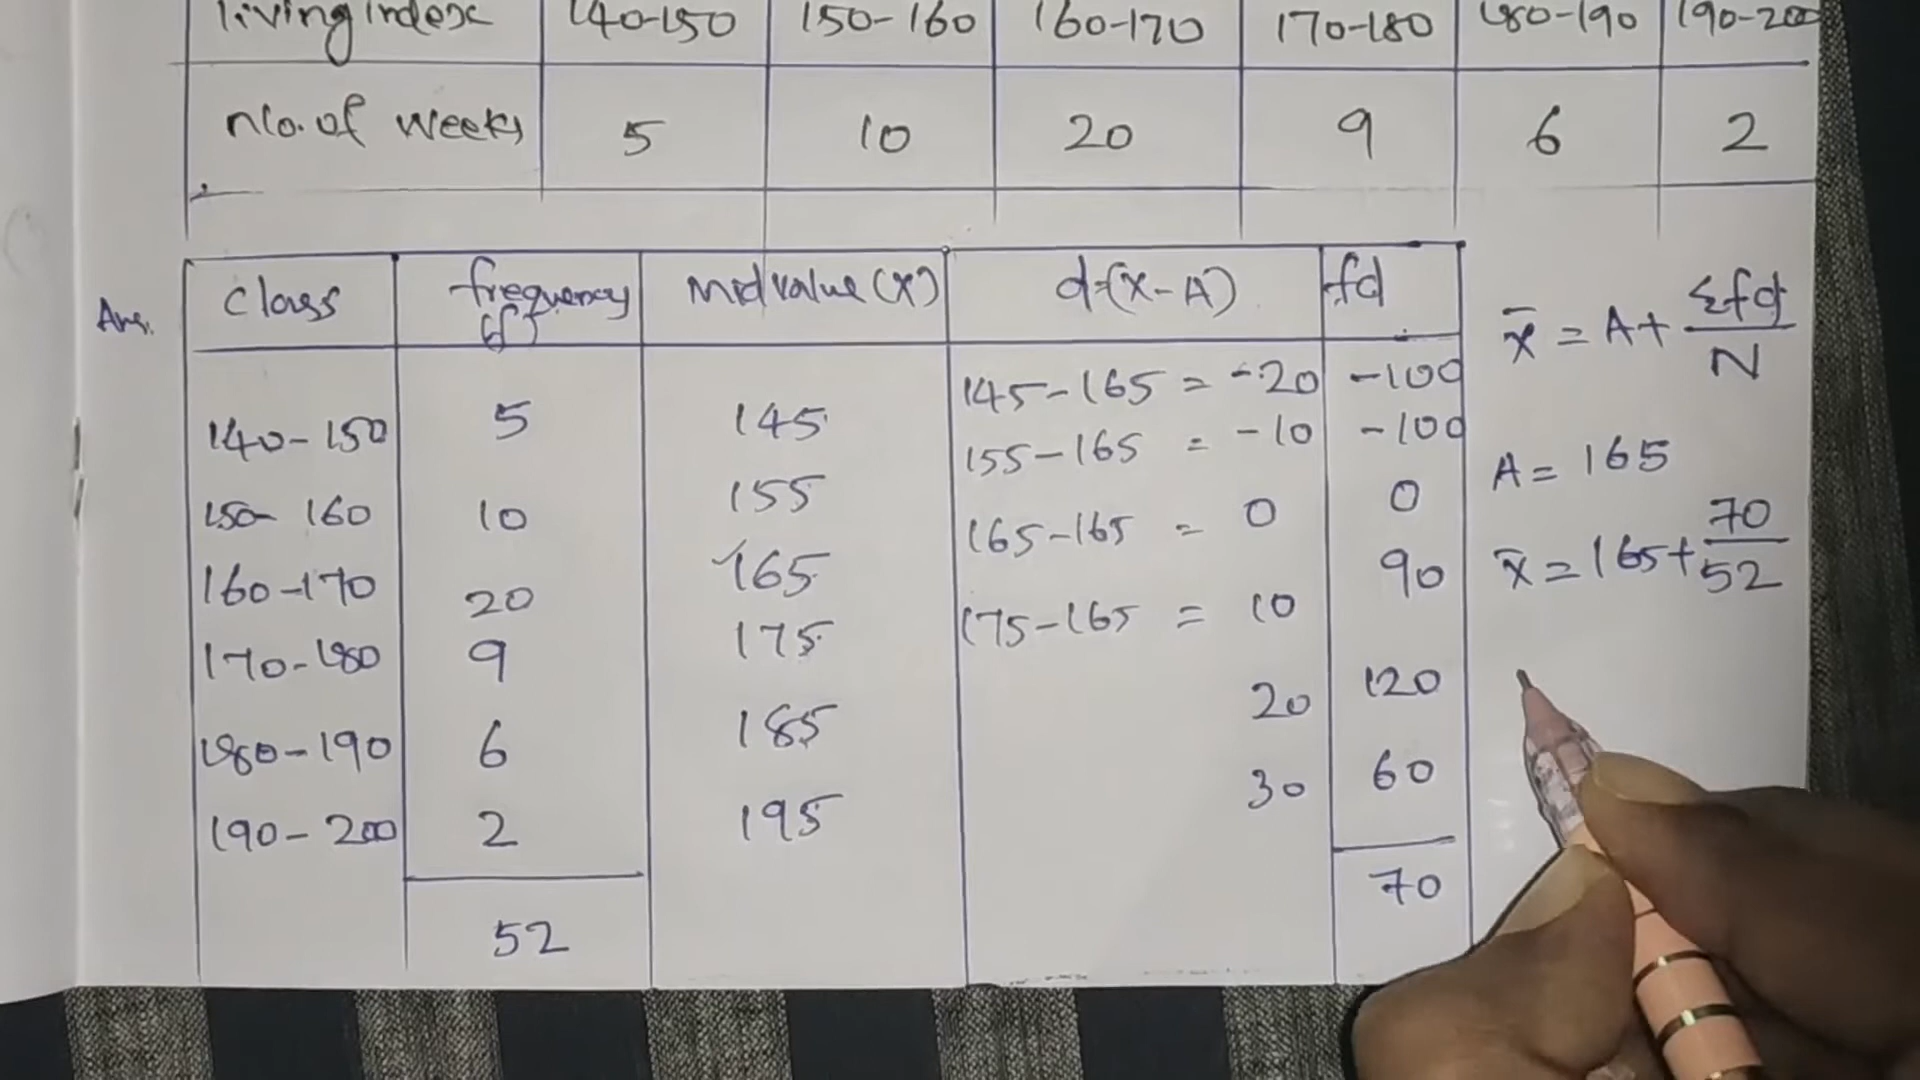 living index 140-150 150-160 160-170 170-180 180-190 190-200
No. of weeks 5 10 20 9 6 2
Ans. Class frequency (f) Mid value (X) d=(X-A) fd
140-150 5 145 145-165 = -20 -100
150-160 10 155 155-165 = -10 -100
160-170 20 165 165-165 = 0 0
170-180 9 175 175-165 = 10 90
180-190 6 185 20 120
190-200 2 195 30 60
52 70
x̄ = A + Σfd/N
A = 165
x̄ = 165 + 70/52